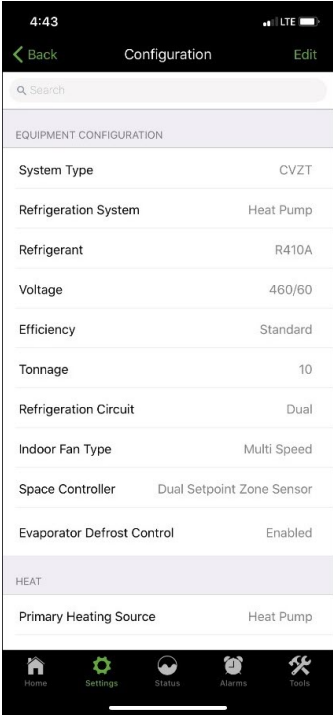 4:43 LTE
Back Configuration Edit
Search
EQUIPMENT CONFIGURATION
System Type CVZT
Refrigeration System Heat Pump
Refrigerant R410A
Voltage 460/60
Efficiency Standard
Tonnage 10
Refrigeration Circuit Dual
Indoor Fan Type Multi Speed
Space Controller Dual Setpoint Zone Sensor
Evaporator Defrost Control Enabled
HEAT
Primary Heating Source Heat Pump
Home Settings Status Alarms Tools